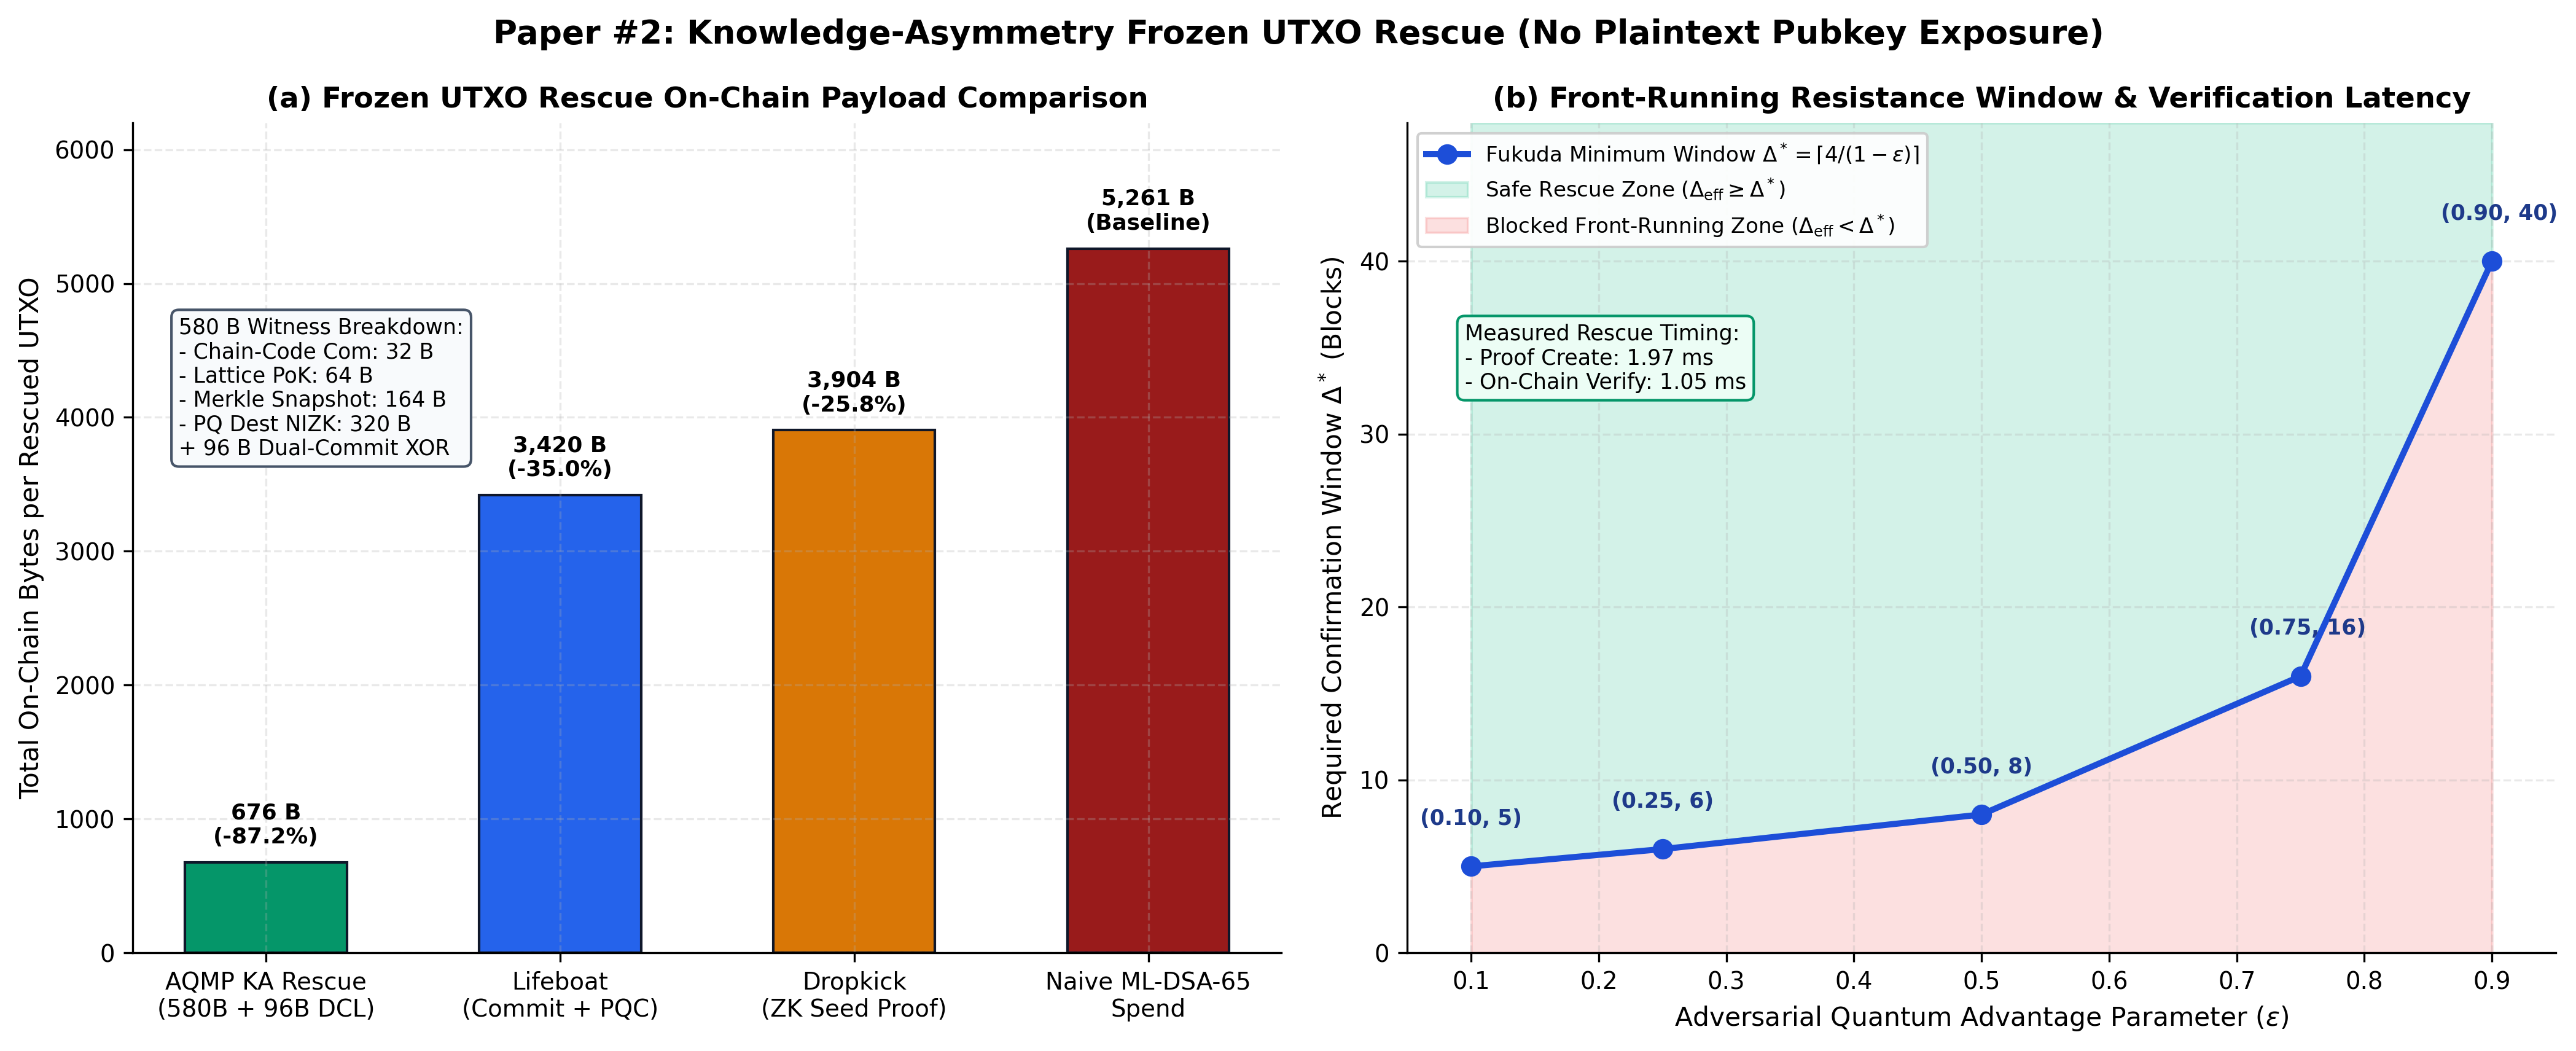 Paper #2: Knowledge-Asymmetry Frozen UTXO Rescue (No Plaintext Pubkey Exposure)
(a) Frozen UTXO Rescue On-Chain Payload Comparison
Total On-Chain Bytes per Rescued UTXO
6000
5000
4000
3000
2000
1000
0
580 B Witness Breakdown:
- Chain-Code Com: 32 B
- Lattice PoK: 64 B
- Merkle Snapshot: 164 B
- PQ Dest NIZK: 320 B
+ 96 B Dual-Commit XOR
676 B
(-87.2%)
3,420 B
(-35.0%)
3,904 B
(-25.8%)
5,261 B
(Baseline)
AQMP KA Rescue
(580B + 96B DCL)
Lifeboat
(Commit + PQC)
Dropkick
(ZK Seed Proof)
Naive ML-DSA-65
Spend
(b) Front-Running Resistance Window & Verification Latency
Required Confirmation Window Δ* (Blocks)
40
30
20
10
0
Fukuda Minimum Window Δ* = ⌈4/(1 − ε)⌉
Safe Rescue Zone (Δeff ≥ Δ*)
Blocked Front-Running Zone (Δeff < Δ*)
Measured Rescue Timing:
- Proof Create: 1.97 ms
- On-Chain Verify: 1.05 ms
(0.10, 5)
(0.25, 6)
(0.50, 8)
(0.75, 16)
(0.90, 40)
0.1 0.2 0.3 0.4 0.5 0.6 0.7 0.8 0.9
Adversarial Quantum Advantage Parameter (ε)